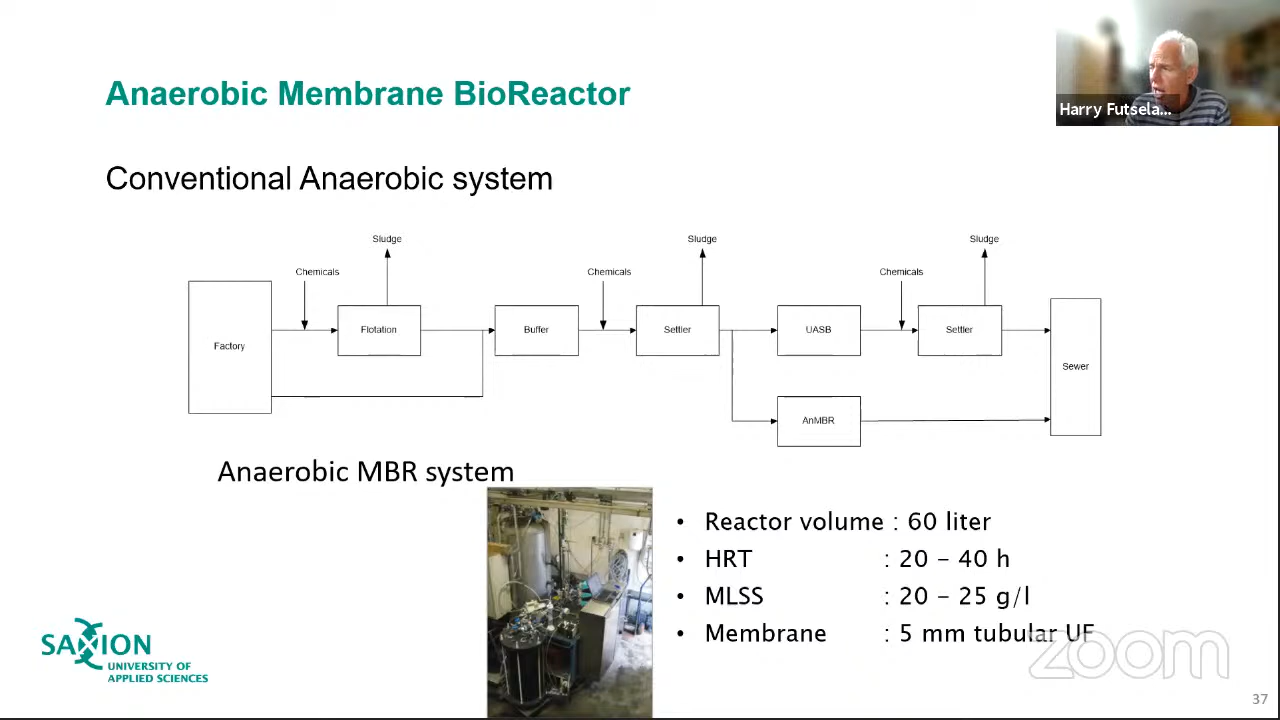 Anaerobic Membrane BioReactor
Harry Futsela...
Conventional Anaerobic system
Sludge
Sludge
Sludge
Chemicals
Chemicals
Chemicals
Factory
Flotation
Buffer
Settler
UASB
Settler
Sewer
AnMBR
Anaerobic MBR system
• Reactor volume : 60 liter
• HRT : 20 – 40 h
• MLSS : 20 – 25 g/l
• Membrane : 5 mm tubular UF
zoom
SAXION
UNIVERSITY OF
APPLIED SCIENCES
37